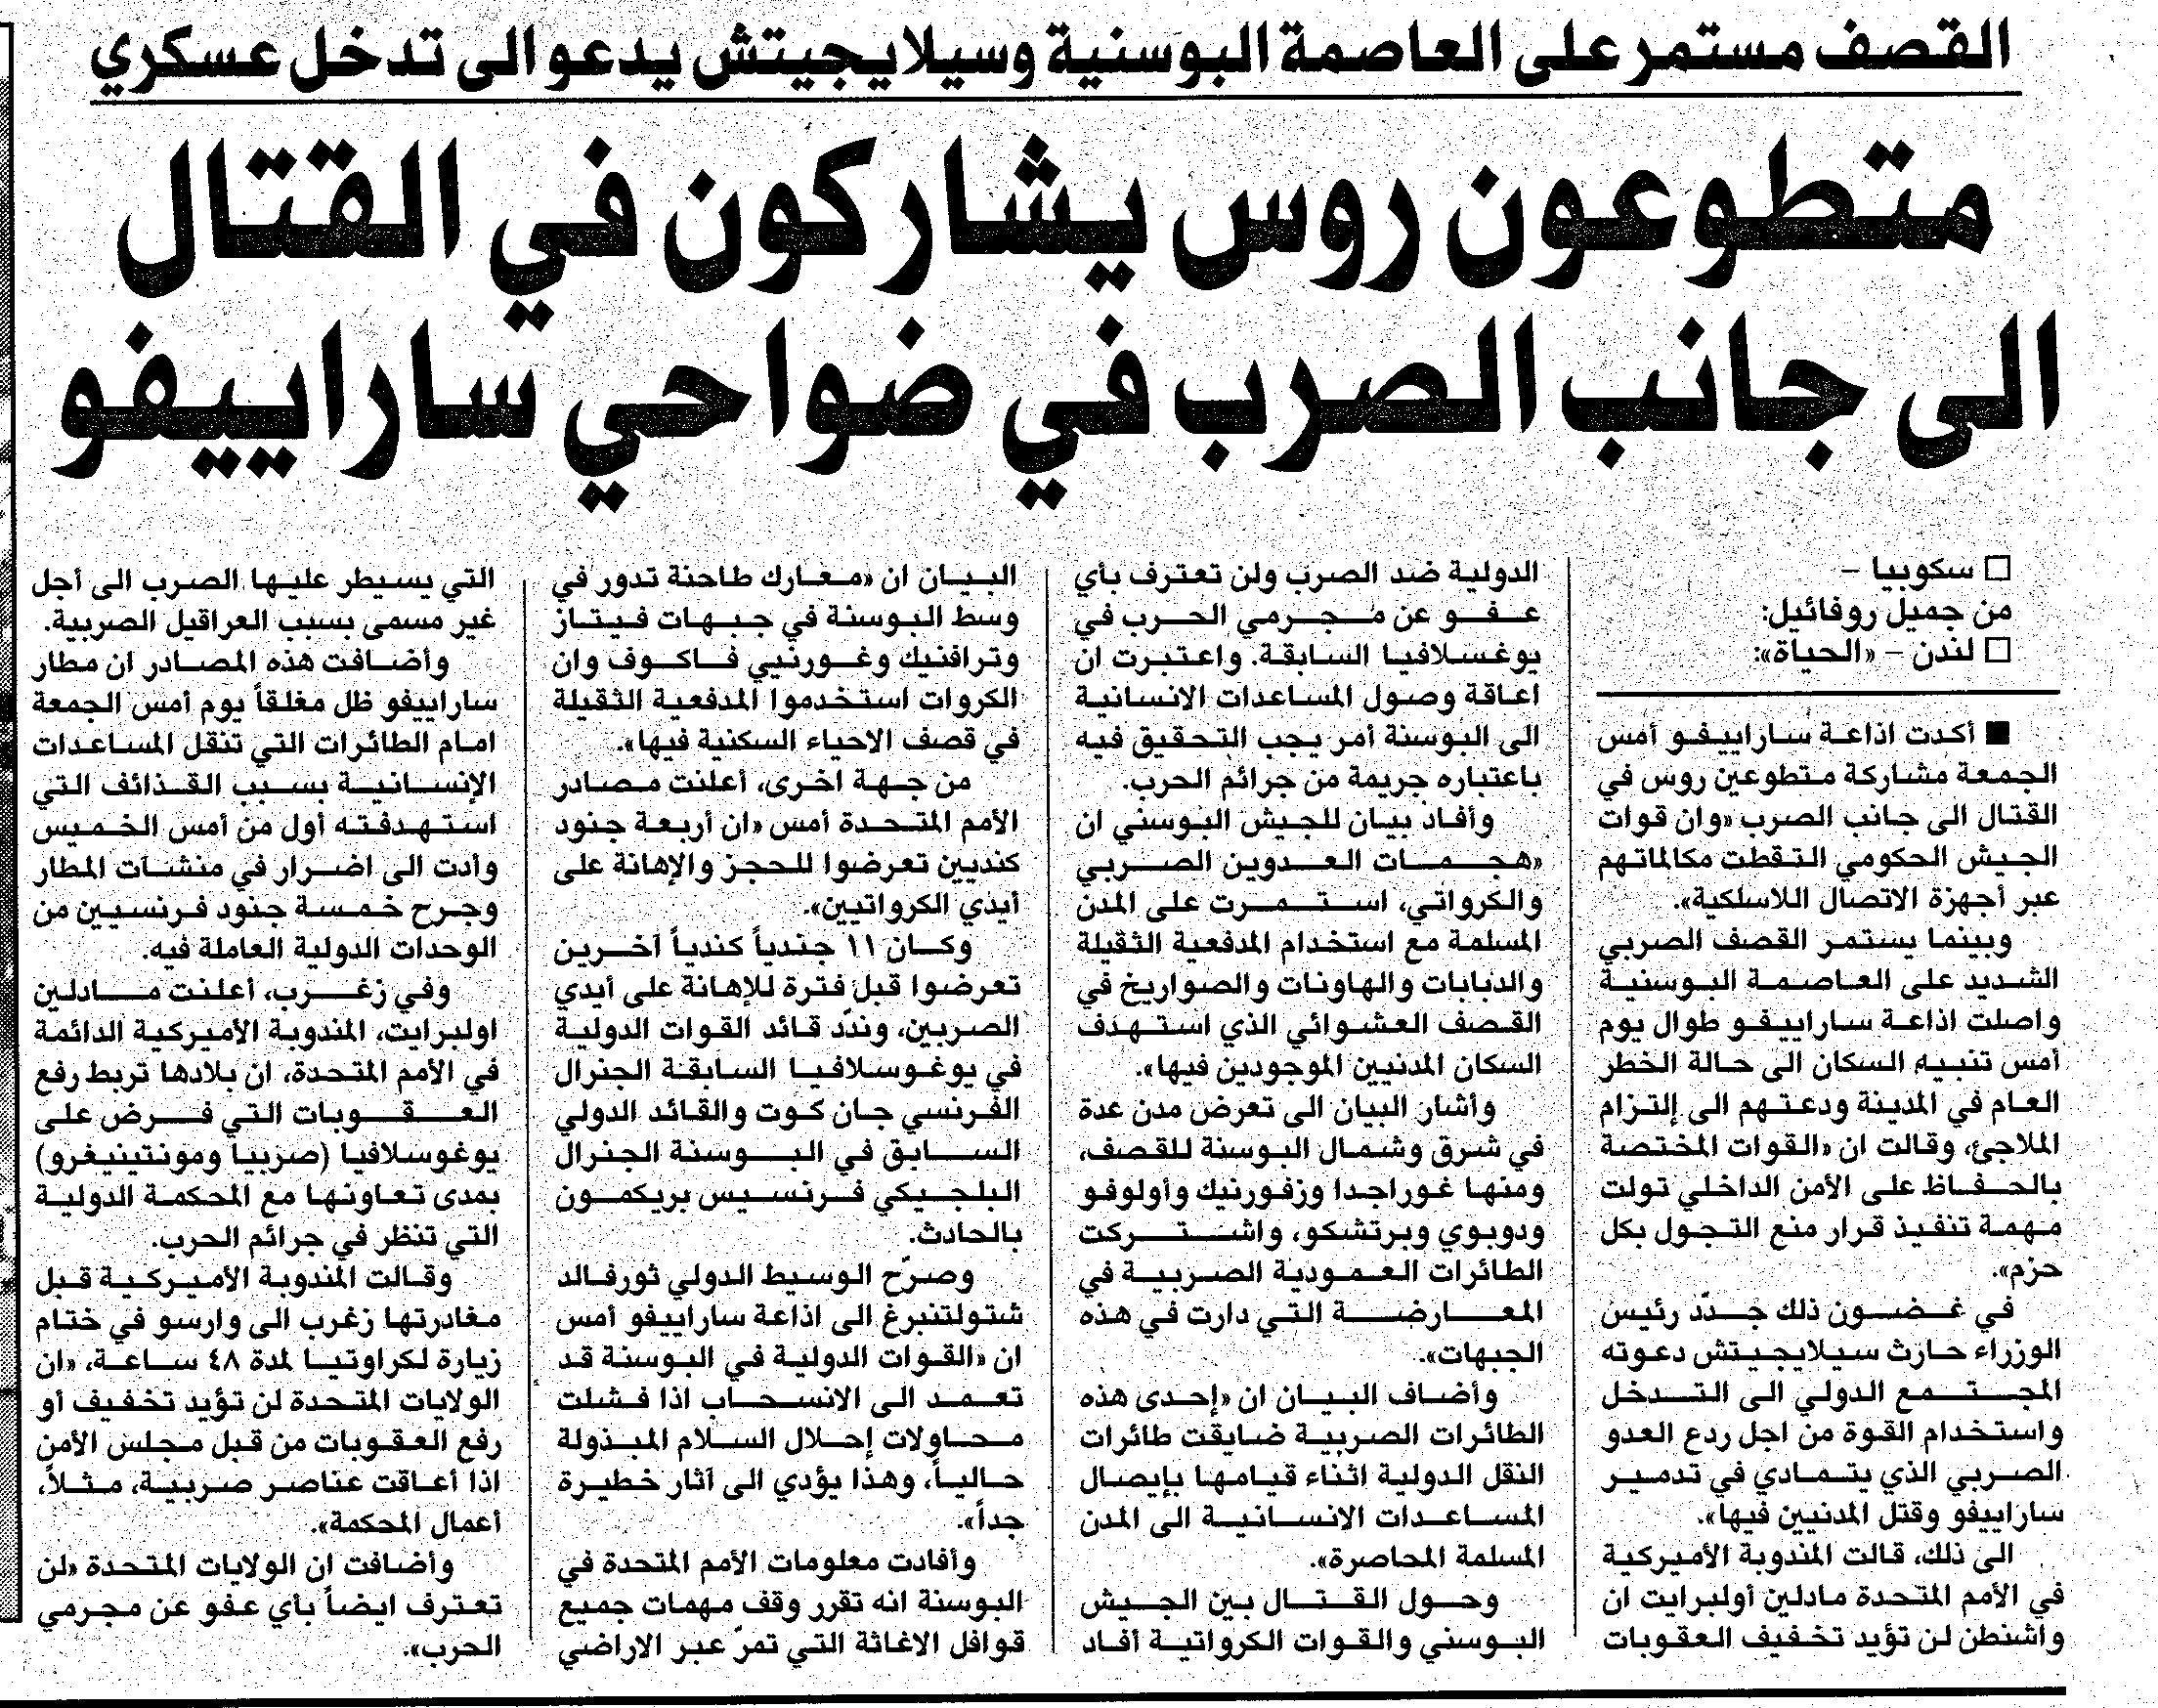 القصف مستمر على العاصمة البوسنية وسيلايجيتش يدعو الى تدخل عسكري
متطوعون روس يشاركون في القتال
الى جانب الصرب في ضواحي ساراييفو
□ سكوبيا –
من جميل روفائيل:
□ لندن – «الحياة»:
■ أكدت اذاعة ساراييفو أمس
الجمعة مشاركة متطوعين روس في
القتال الى جانب الصرب «وان قوات
الجيش الحكومي التقطت مكالماتهم
عبر أجهزة الاتصال اللاسلكية».
وبينما يستمر القصف الصربي
الشديد على العاصمة البوسنية
واصلت اذاعة ساراييفو طوال يوم
أمس تنبيه السكان الى حالة الخطر
العام في المدينة ودعتهم الى إلتزام
الملاجئ، وقالت ان «القوات المختصة
بالحفاظ على الأمن الداخلي تولت
مهمة تنفيذ قرار منع التجول بكل
حزم».
في غضون ذلك جدّد رئيس
الوزراء حارث سيلايجيتش دعوته
المجتمع الدولي الى التدخل
واستخدام القوة من اجل ردع العدو
الصربي الذي يتمادي في تدمير
ساراييفو وقتل المدنيين فيها».
الى ذلك، قالت المندوبة الأميركية
في الأمم المتحدة مادلين أولبرايت ان
واشنطن لن تؤيد تخفيف العقوبات
الدولية ضد الصرب ولن تعترف بأي
عفو عن مجرمي الحرب في
يوغسلافيا السابقة. واعتبرت ان
اعاقة وصول المساعدات الانسانية
الى البوسنة أمر يجب التحقيق فيه
باعتباره جريمة من جرائم الحرب.
وأفاد بيان للجيش البوسني ان
«هجمات العدوين الصربي
والكرواتي، استمرت على المدن
المسلمة مع استخدام المدفعية الثقيلة
والدبابات والهاونات والصواريخ في
القصف العشوائي الذي استهدف
السكان المدنيين الموجودين فيها».
وأشار البيان الى تعرض مدن عدة
في شرق وشمال البوسنة للقصف،
ومنها غوراجدا وزفورنيك وأولوفو
ودوبوي وبرتشكو، واشتركت
الطائرات العمودية الصربية في
المعارضة التي دارت في هذه
الجبهات».
وأضاف البيان ان «إحدى هذه
الطائرات الصربية ضايقت طائرات
النقل الدولية اثناء قيامها بإيصال
المساعدات الانسانية الى المدن
المسلمة المحاصرة».
وحول القتال بين الجيش
البوسني والقوات الكرواتية أفاد
البيان ان «معارك طاحنة تدور في
وسط البوسنة في جبهات فيتاز
وترافنيك وغورنيي فاكوف وان
الكروات استخدموا المدفعية الثقيلة
في قصف الاحياء السكنية فيها».
من جهة اخرى، أعلنت مصادر
الأمم المتحدة أمس «ان أربعة جنود
كنديين تعرضوا للحجز والإهانة على
أيدي الكرواتيين».
وكان ١١ جندياً كندياً آخرين
تعرضوا قبل فترة للإهانة على أيدي
الصربين، وندّد قائد القوات الدولية
في يوغوسلافيا السابقة الجنرال
الفرنسي جان كوت والقائد الدولي
السابق في البوسنة الجنرال
البلجيكي فرنسيس بريكمون
بالحادث.
وصرّح الوسيط الدولي ثورفالد
شتولتنبرغ الى اذاعة ساراييفو أمس
ان «القوات الدولية في البوسنة قد
تعمد الى الانسحاب اذا فشلت
محاولات إحلال السلام المبذولة
حالياً، وهذا يؤدي الى آثار خطيرة
جداً».
وأفادت معلومات الأمم المتحدة في
البوسنة انه تقرر وقف مهمات جميع
قوافل الاغاثة التي تمرّ عبر الاراضي
التي يسيطر عليها الصرب الى أجل
غير مسمى بسبب العراقيل الصربية.
وأضافت هذه المصادر ان مطار
ساراييفو ظل مغلقاً يوم أمس الجمعة
امام الطائرات التي تنقل المساعدات
الإنسانية بسبب القذائف التي
استهدفته أول من أمس الخميس
وأدت الى اضرار في منشآت المطار
وجرح خمسة جنود فرنسيين من
الوحدات الدولية العاملة فيه.
وفي زغرب، أعلنت مادلين
اولبرايت، المندوبة الأميركية الدائمة
في الأمم المتحدة، ان بلادها تربط رفع
العقوبات التي فرض على
يوغوسلافيا (صربيا ومونتينيغرو)
بمدى تعاونها مع المحكمة الدولية
التي تنظر في جرائم الحرب.
وقالت المندوبة الأميركية قبل
مغادرتها زغرب الى وارسو في ختام
زيارة لكرواتيا لمدة ٤٨ ساعة، «ان
الولايات المتحدة لن تؤيد تخفيف أو
رفع العقوبات من قبل مجلس الأمن
اذا أعاقت عناصر صربية، مثلاً،
أعمال المحكمة».
وأضافت ان الولايات المتحدة «لن
تعترف ايضاً بأي عفو عن مجرمي
الحرب».